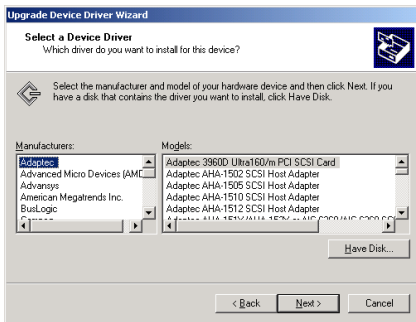 Upgrade Device Driver Wizard
Select a Device Driver
Which driver do you want to install for this device?
Select the manufacturer and model of your hardware device and then click Next. If you
have a disk that contains the driver you want to install, click Have Disk.
Manufacturers:
Adaptec
Advanced Micro Devices (AMD
Advansys
American Megatrends Inc.
BusLogic
Models:
Adaptec 3960D Ultra160/m PCI SCSI Card
Adaptec AHA-1502 SCSI Host Adapter
Adaptec AHA-1505 SCSI Host Adapter
Adaptec AHA-1510 SCSI Host Adapter
Adaptec AHA-1512 SCSI Host Adapter
Have Disk...
< Back
Next >
Cancel